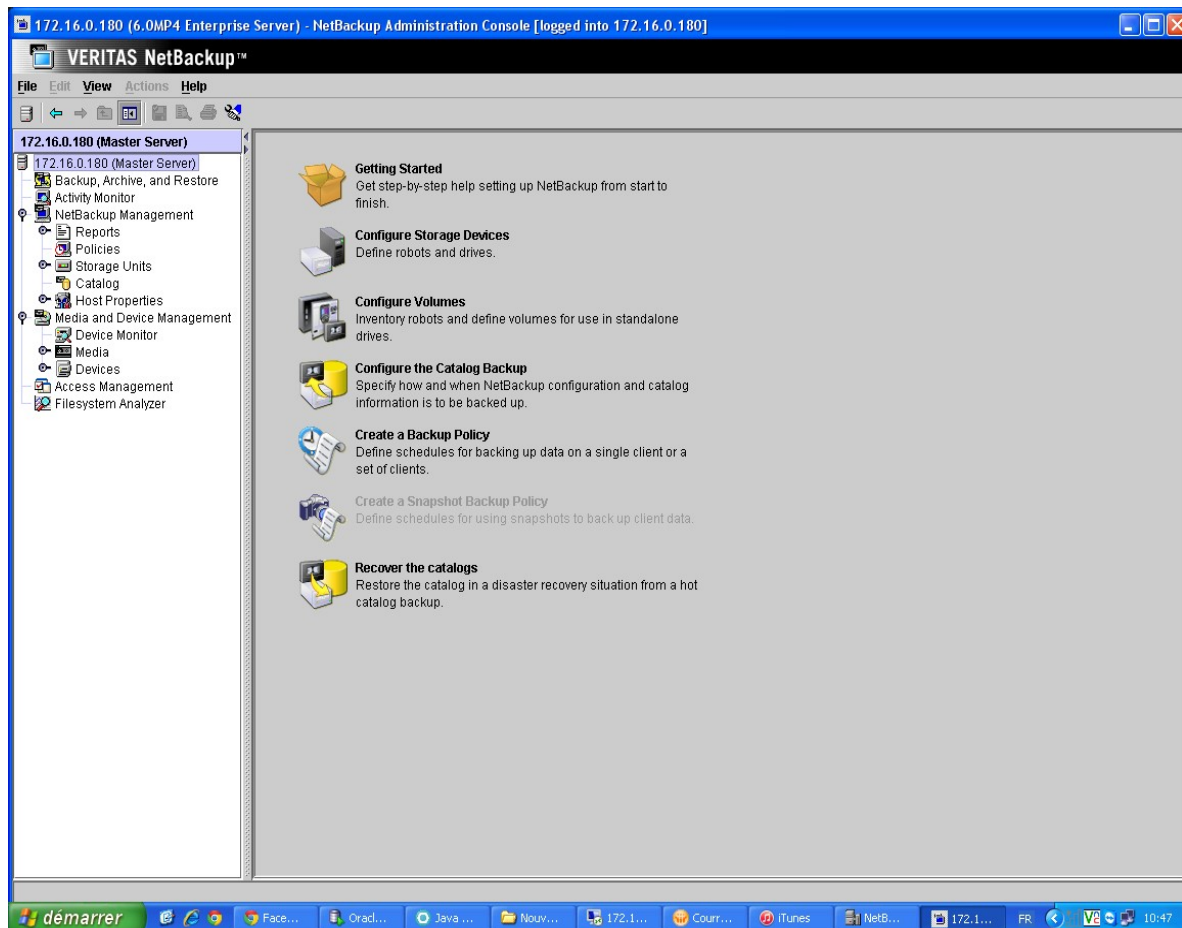 172.16.0.180 (6.0MP4 Enterprise Server) - NetBackup Administration Console [logged into 172.16.0.180]
VERITAS NetBackup™
File Edit View Actions Help
172.16.0.180 (Master Server)
172.16.0.180 (Master Server)
Backup, Archive, and Restore
Activity Monitor
NetBackup Management
Reports
Policies
Storage Units
Catalog
Host Properties
Media and Device Management
Device Monitor
Media
Devices
Access Management
Filesystem Analyzer
Getting Started
Get step-by-step help setting up NetBackup from start to
finish.
Configure Storage Devices
Define robots and drives.
Configure Volumes
Inventory robots and define volumes for use in standalone
drives.
Configure the Catalog Backup
Specify how and when NetBackup configuration and catalog
information is to be backed up.
Create a Backup Policy
Define schedules for backing up data on a single client or a
set of clients.
Create a Snapshot Backup Policy
Define schedules for using snapshots to back up client data.
Recover the catalogs
Restore the catalog in a disaster recovery situation from a hot
catalog backup.
démarrer Face... Oracl... Java ... Nouv... 172.1... Courr... iTunes NetB... 172.1... FR 10:47